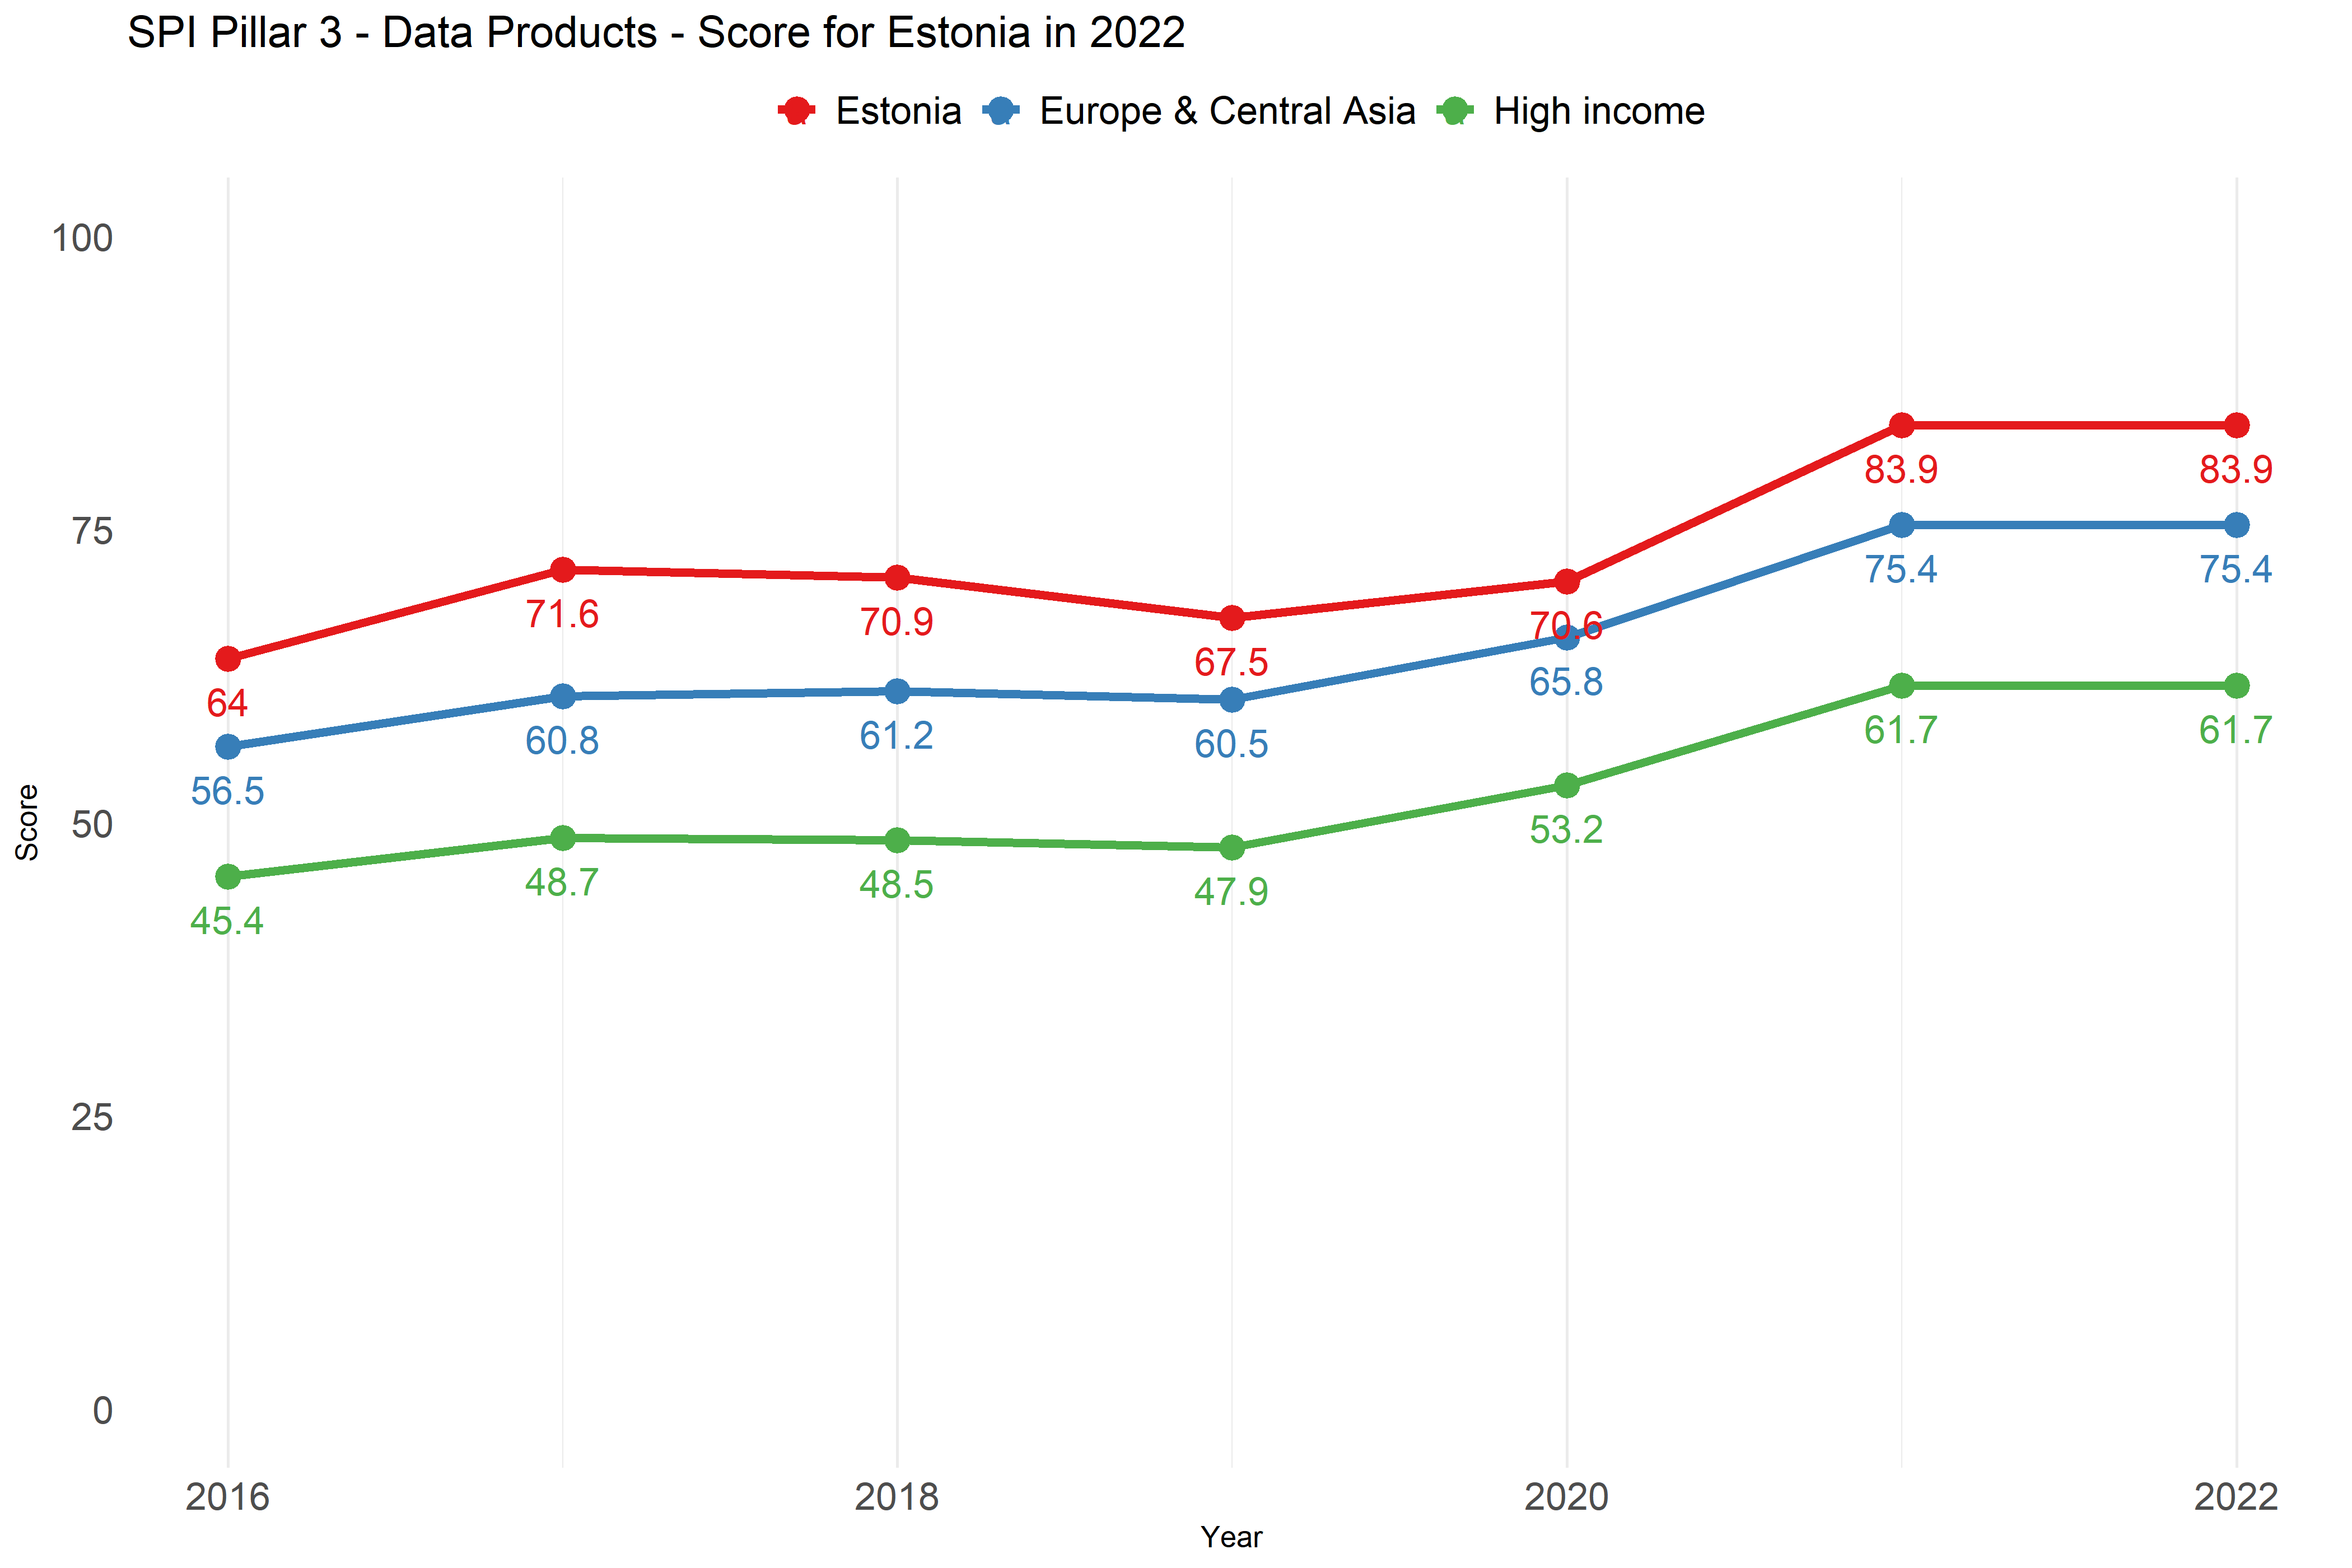 SPI Pillar 3 - Data Products - Score for Estonia in 2022
Estonia Europe & Central Asia High income
100
75
50
25
0
Score
64 71.6 70.9 67.5 70.6 83.9 83.9
56.5 60.8 61.2 60.5 65.8 75.4 75.4
45.4 48.7 48.5 47.9 53.2 61.7 61.7
2016 2018 2020 2022
Year